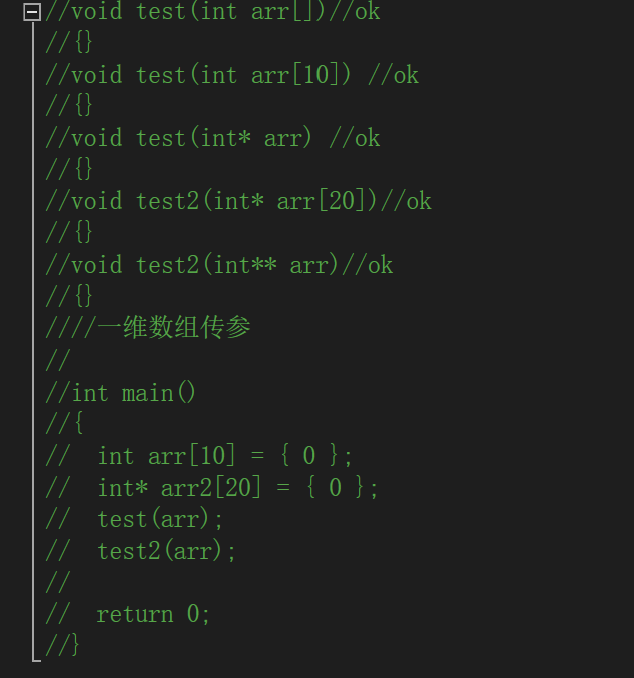 //void test(int arr[])//ok
//{}
//void test(int arr[10]) //ok
//{}
//void test(int* arr) //ok
//{}
//void test2(int* arr[20])//ok
//{}
//void test2(int** arr)//ok
//{}
////一维数组传参
//
//int main()
//{
//  int arr[10] = { 0 };
//  int* arr2[20] = { 0 };
//  test(arr);
//  test2(arr);
//
//  return 0;
//}